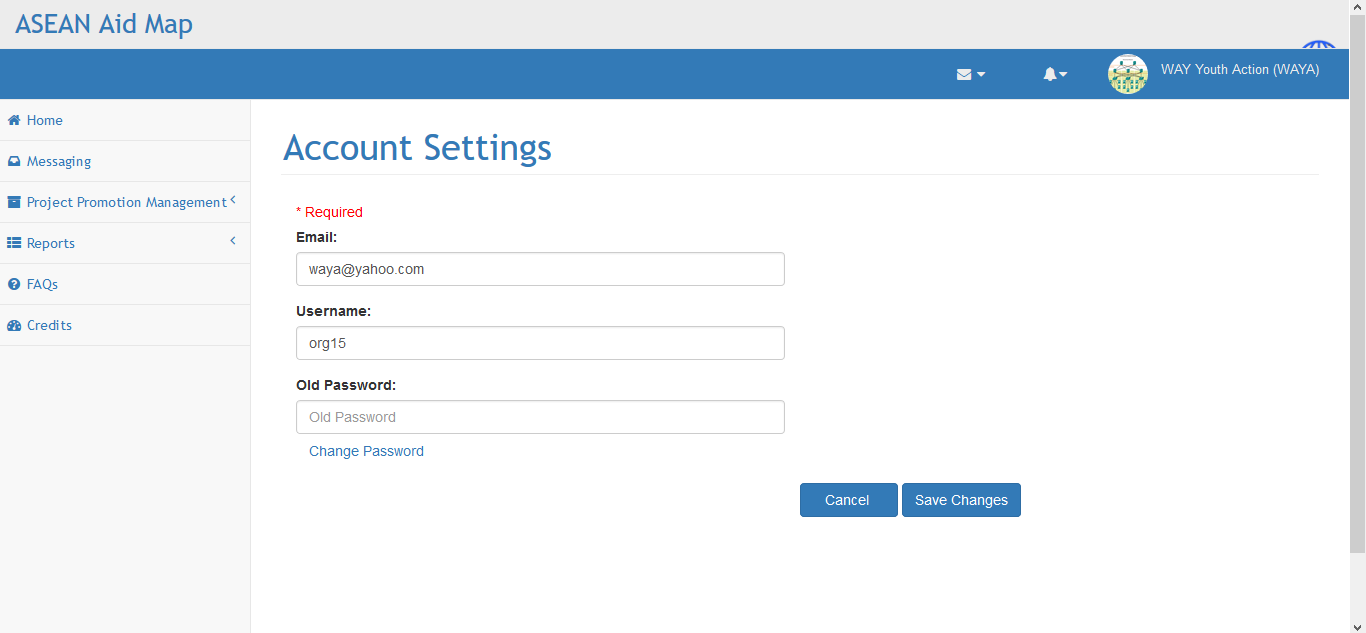 ASEAN Aid Map
WAY Youth Action (WAYA)
Home
Messaging
Project Promotion Management
Reports
FAQs
Credits
Account Settings
* Required
Email:
waya@yahoo.com
Username:
org15
Old Password:
Old Password
Change Password
Cancel
Save Changes